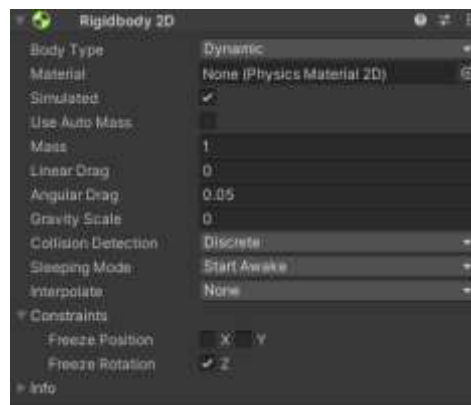 Rigidbody 2D
Body Type Dynamic
Material None (Physics Material 2D)
Simulated
Use Auto Mass
Mass 1
Linear Drag 0
Angular Drag 0.05
Gravity Scale 0
Collision Detection Discrete
Sleeping Mode Start Awake
Interpolate None
Constraints
Freeze Position X Y
Freeze Rotation Z
Info